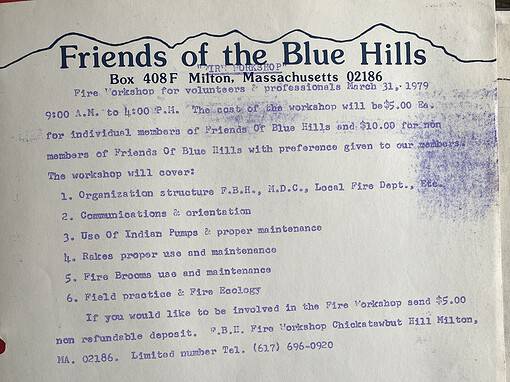 Friends of the Blue Hills
"FIRE WORKSHOP"
Box 408F Milton, Massachusetts 02186
Fire Workshop for volunteers & professionals March 31, 1979
9:00 A.M. to 4:00 P.M. The cost of the workshop will be $5.00 Ea.
for individual members of Friends Of Blue Hills and $10.00 for non
members of Friends Of Blue Hills with preference given to our members.
The workshop will cover:
1. Organization structure F.B.H., M.D.C., Local Fire Dept., Etc.
2. Communications & orientation
3. Use Of Indian Pumps & proper maintenance
4. Rakes proper use and maintenance
5. Fire Brooms use and maintenance
6. Field practice & Fire Ecology
If you would like to be involved in the Fire Workshop send $5.00
non refundable deposit. F.B.H. Fire Workshop Chickatawbut Hill Milton,
MA. 02186. Limited number Tel. (617) 696-0920